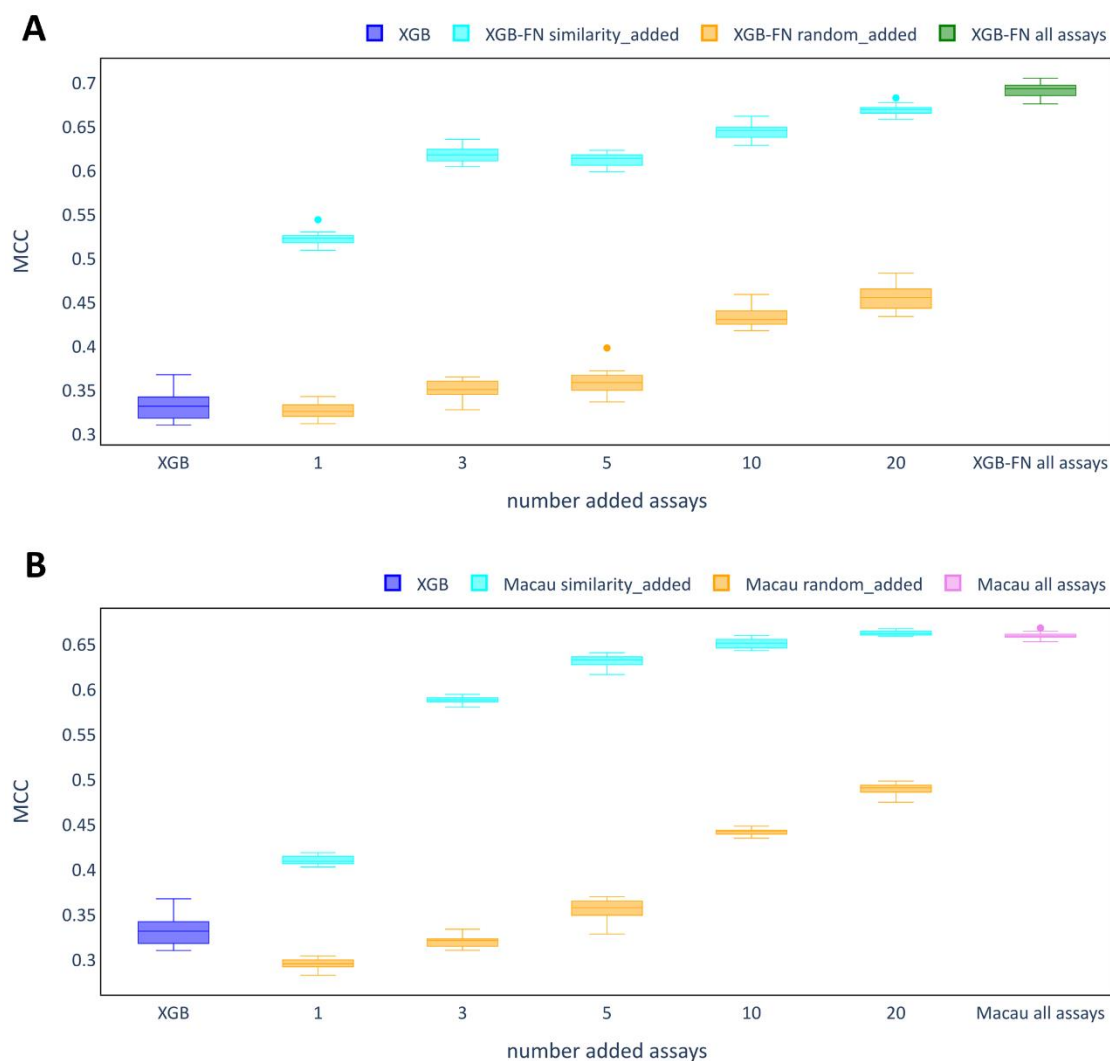 A
XGB XGB-FN similarity_added XGB-FN random_added XGB-FN all assays
0.7
0.65
0.6
0.55
0.5
0.45
0.4
0.35
0.3
MCC
XGB 1 3 5 10 20 XGB-FN all assays
number added assays
B
XGB Macau similarity_added Macau random_added Macau all assays
0.65
0.6
0.55
0.5
0.45
0.4
0.35
0.3
MCC
XGB 1 3 5 10 20 Macau all assays
number added assays